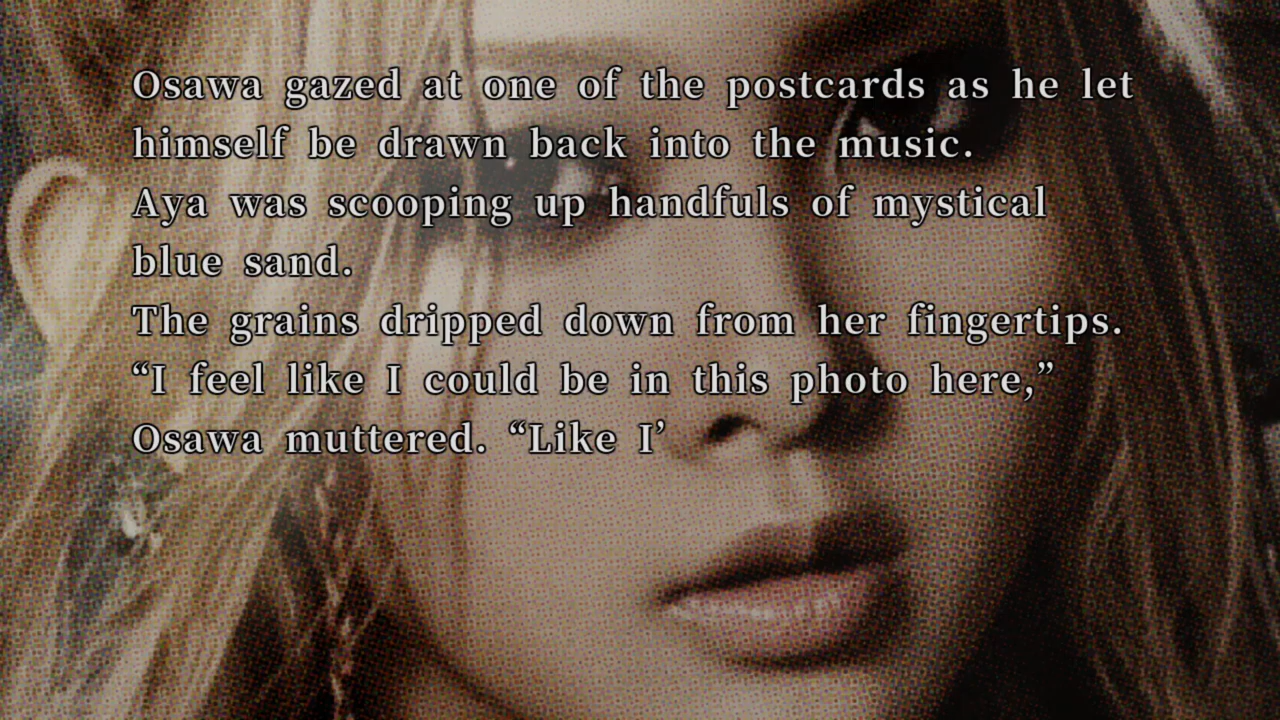 Osawa gazed at one of the postcards as he let
himself be drawn back into the music.
Aya was scooping up handfuls of mystical
blue sand.
The grains dripped down from her fingertips.
“I feel like I could be in this photo here,”
Osawa muttered. “Like I’